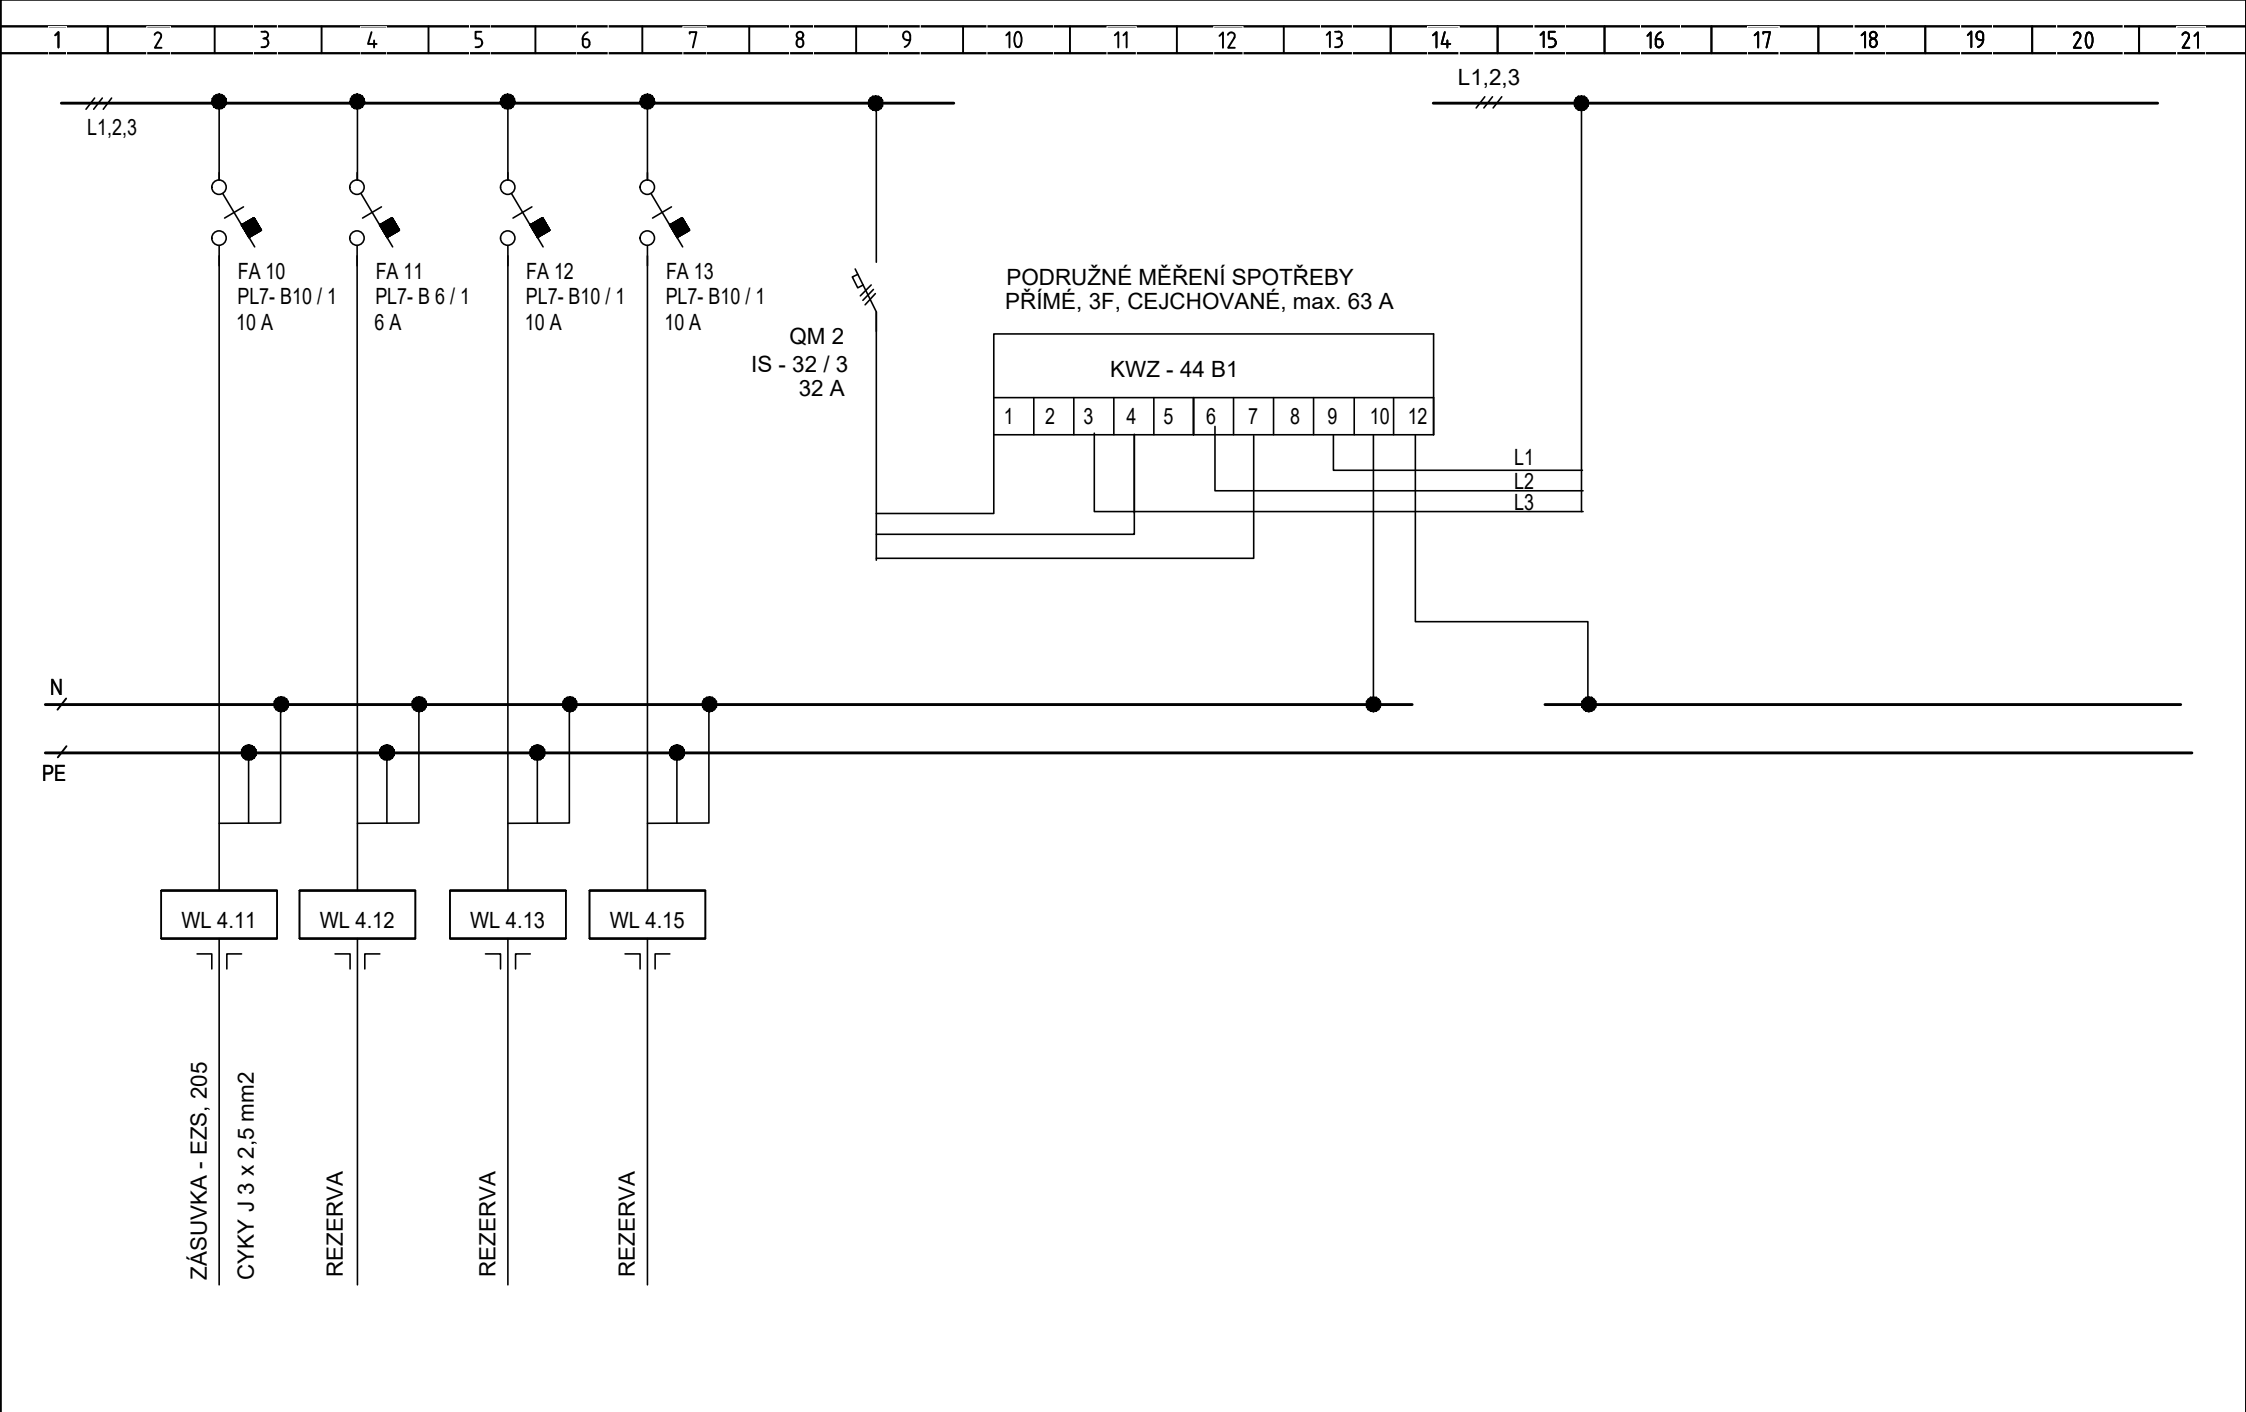 1 2 3 4 5 6 7 8 9 10 11 12 13 14 15 16 17 18 19 20 21
L1,2,3
L1,2,3
FA 10
PL7- B10 / 1
10 A
FA 11
PL7- B 6 / 1
6 A
FA 12
PL7- B10 / 1
10 A
FA 13
PL7- B10 / 1
10 A
QM 2
IS - 32 / 3
32 A
PODRUŽNÉ MĚŘENÍ SPOTŘEBY
PŘÍMÉ, 3F, CEJCHOVANÉ, max. 63 A
KWZ - 44 B1
1 2 3 4 5 6 7 8 9 10 12
L1
L2
L3
N
PE
WL 4.11
WL 4.12
WL 4.13
WL 4.15
ZÁSUVKA - EZS, 205
CYKY J 3 x 2,5 mm2
REZERVA
REZERVA
REZERVA